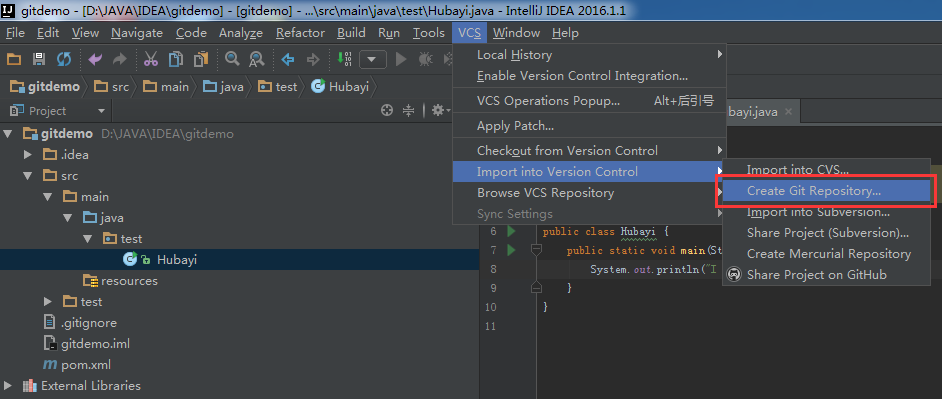 gitdemo - [D:\JAVA\IDEA\gitdemo] - [gitdemo] - ...\src\main\java\test\Hubayi.java - IntelliJ IDEA 2016.1.1
File Edit View Navigate Code Analyze Refactor Build Run Tools VCS Window Help
Local History
Enable Version Control Integration...
VCS Operations Popup... Alt+后引号
Apply Patch...
Checkout from Version Control
Import into Version Control
Browse VCS Repository
Sync Settings
Import into CVS...
Create Git Repository...
Import into Subversion...
Share Project (Subversion)...
Create Mercurial Repository
Share Project on GitHub
gitdemo src main java test Hubayi
Project
bayi.java
gitdemo D:\JAVA\IDEA\gitdemo
.idea
src
main
java
test
Hubayi
resources
test
.gitignore
gitdemo.iml
pom.xml
External Libraries
6 public class Hubayi {
7 public static void main(St
8 System.out.println("I
9 }
10 }
11